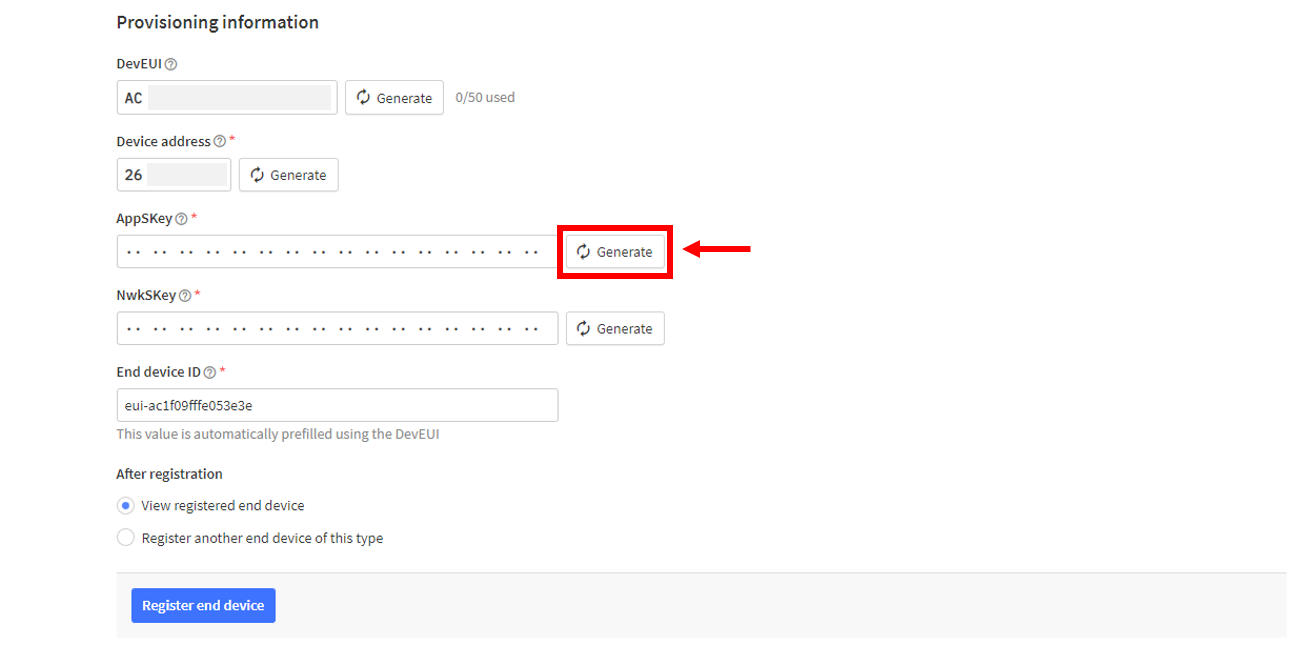 Provisioning information
DevEUI
AC
Generate
0/50 used
Device address *
26
Generate
AppSKey *
•• •• •• •• •• •• •• •• •• •• •• •• •• •• •• ••
Generate
NwkSKey *
•• •• •• •• •• •• •• •• •• •• •• •• •• •• •• ••
Generate
End device ID *
eui-ac1f09fffe053e3e
This value is automatically prefilled using the DevEUI
After registration
View registered end device
Register another end device of this type
Register end device